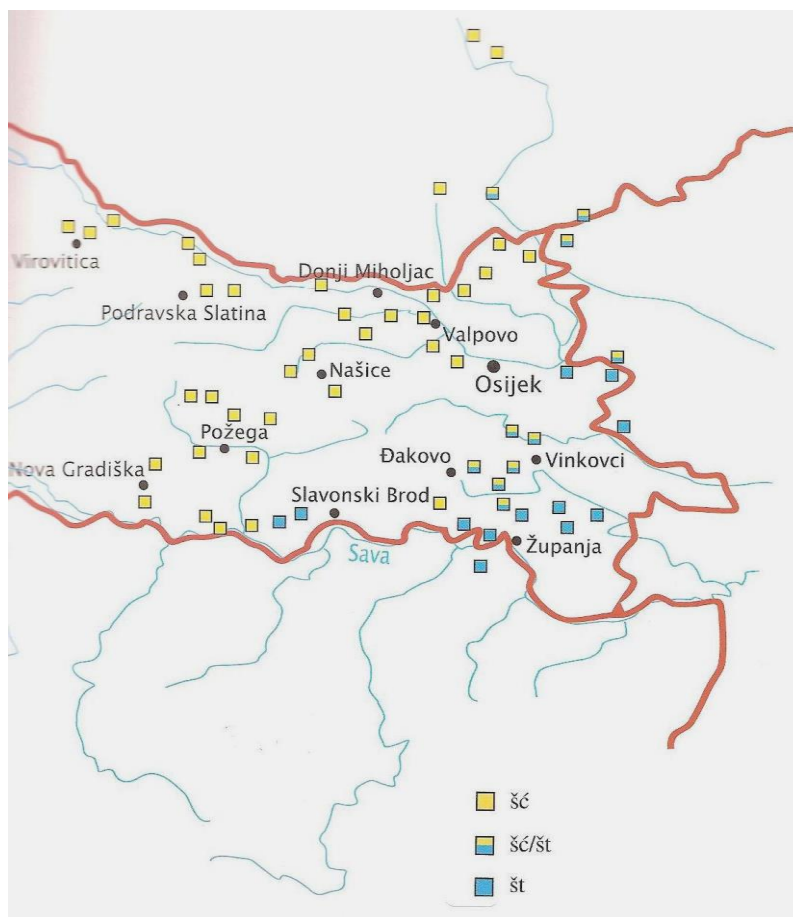 Virovitica
Donji Miholjac
Podravska Slatina
Valpovo
Našice
Osijek
Požega
Nova Gradiška
Đakovo
Vinkovci
Slavonski Brod
Sava
Županja
šć
šć/št
št